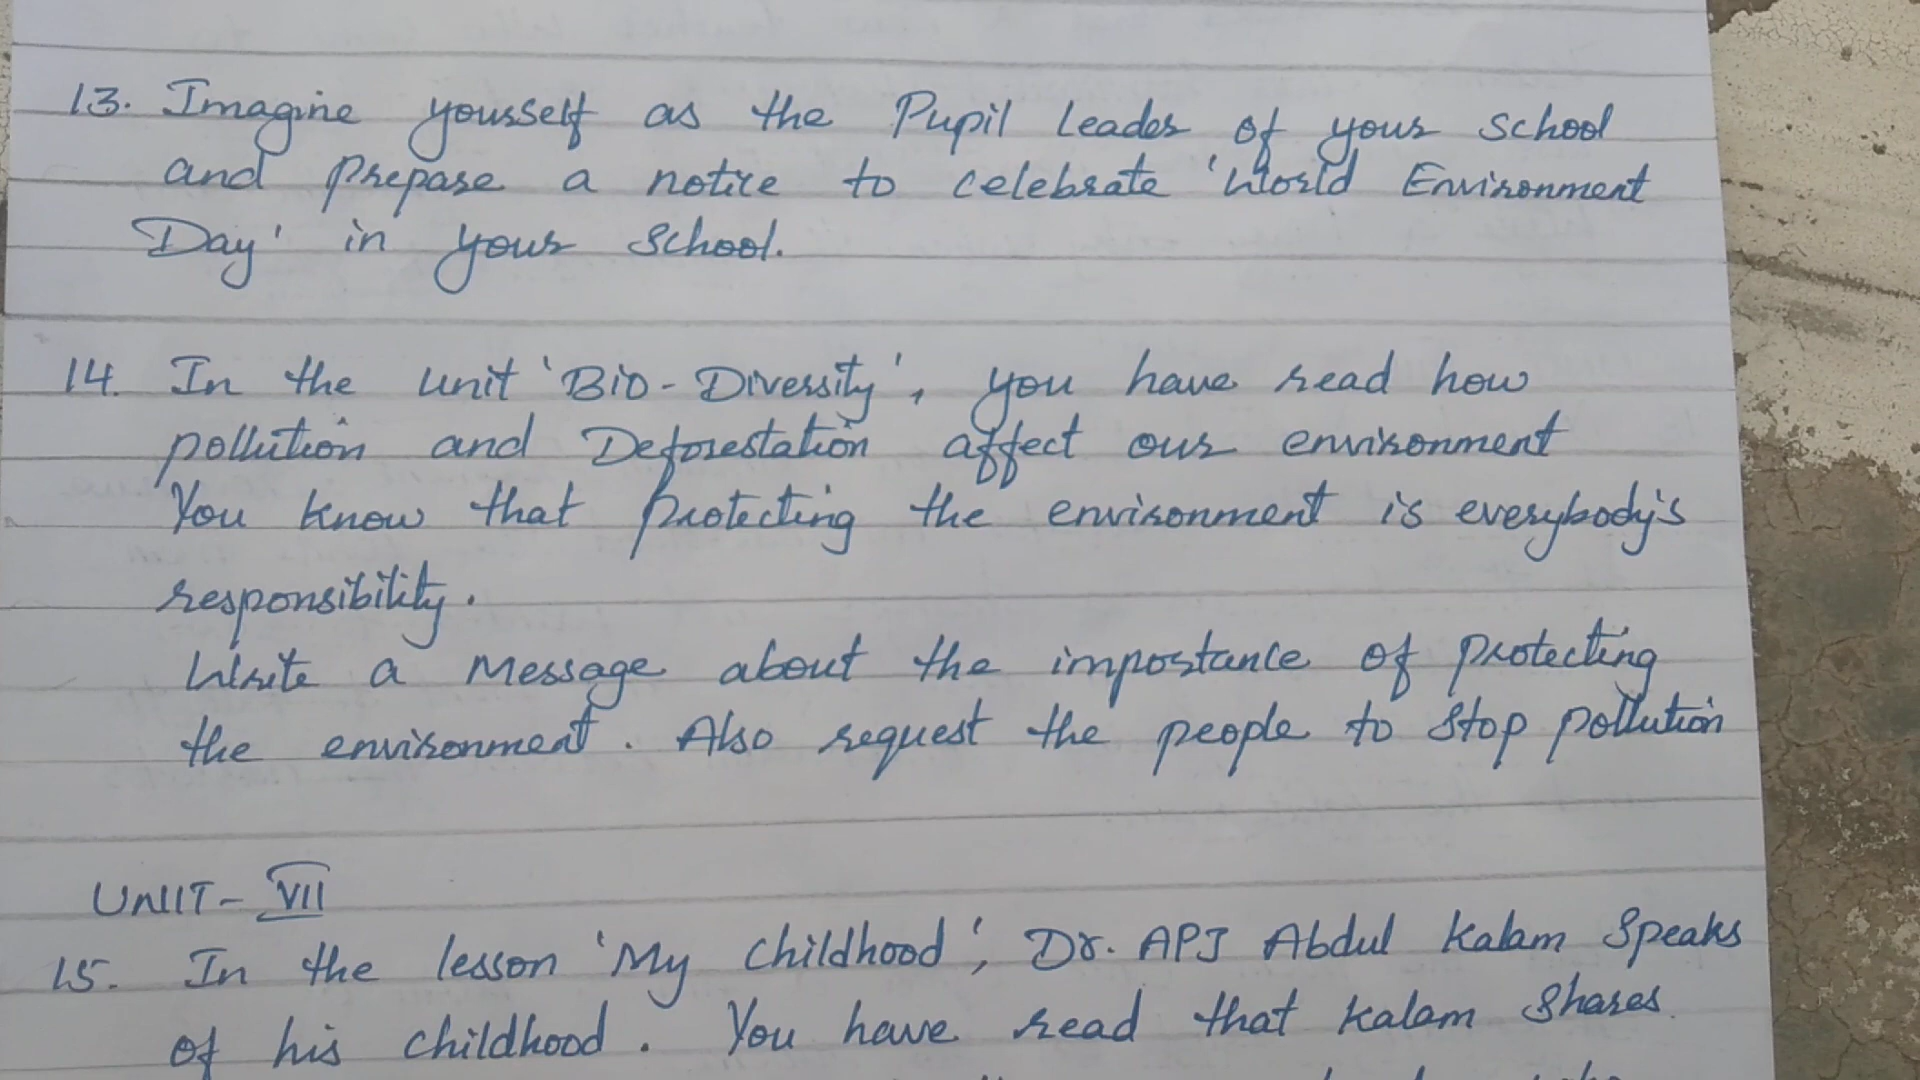 13. Imagine yourself as the Pupil Leader of your school
and prepare a notice to celebrate 'World Environment
Day' in your school.
14. In the unit 'Bio-Diversity', you have read how
pollution and Deforestation affect our environment
You know that protecting the environment is everybody's
responsibility.
Write a Message about the importance of protecting
the environment. Also request the people to stop pollution
UNIIT- VII
15. In the lesson 'My Childhood', Dr. APJ Abdul Kalam Speaks
of his childhood. You have read that Kalam Shares